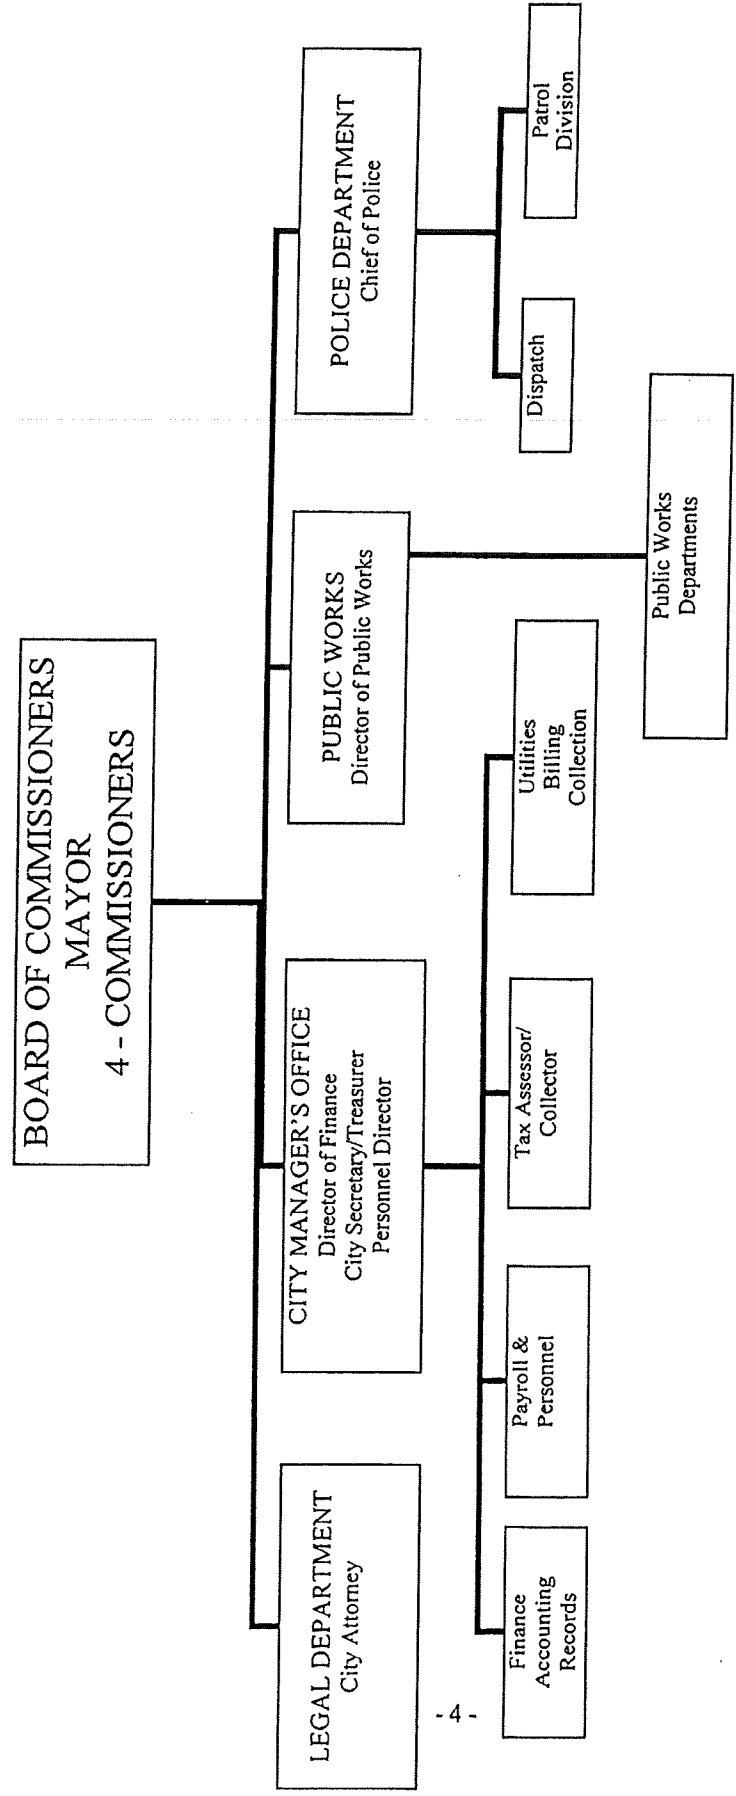 BOARD OF COMMISSIONERS
MAYOR
4 - COMMISSIONERS
LEGAL DEPARTMENT
City Attorney
CITY MANAGER'S OFFICE
Director of Finance
City Secretary/Treasurer
Personnel Director
PUBLIC WORKS
Director of Public Works
POLICE DEPARTMENT
Chief of Police
Finance
Accounting
Records
Payroll &
Personnel
Tax Assessor/
Collector
Utilities
Billing
Collection
Dispatch
Patrol
Division
Public Works
Departments
- 4 -